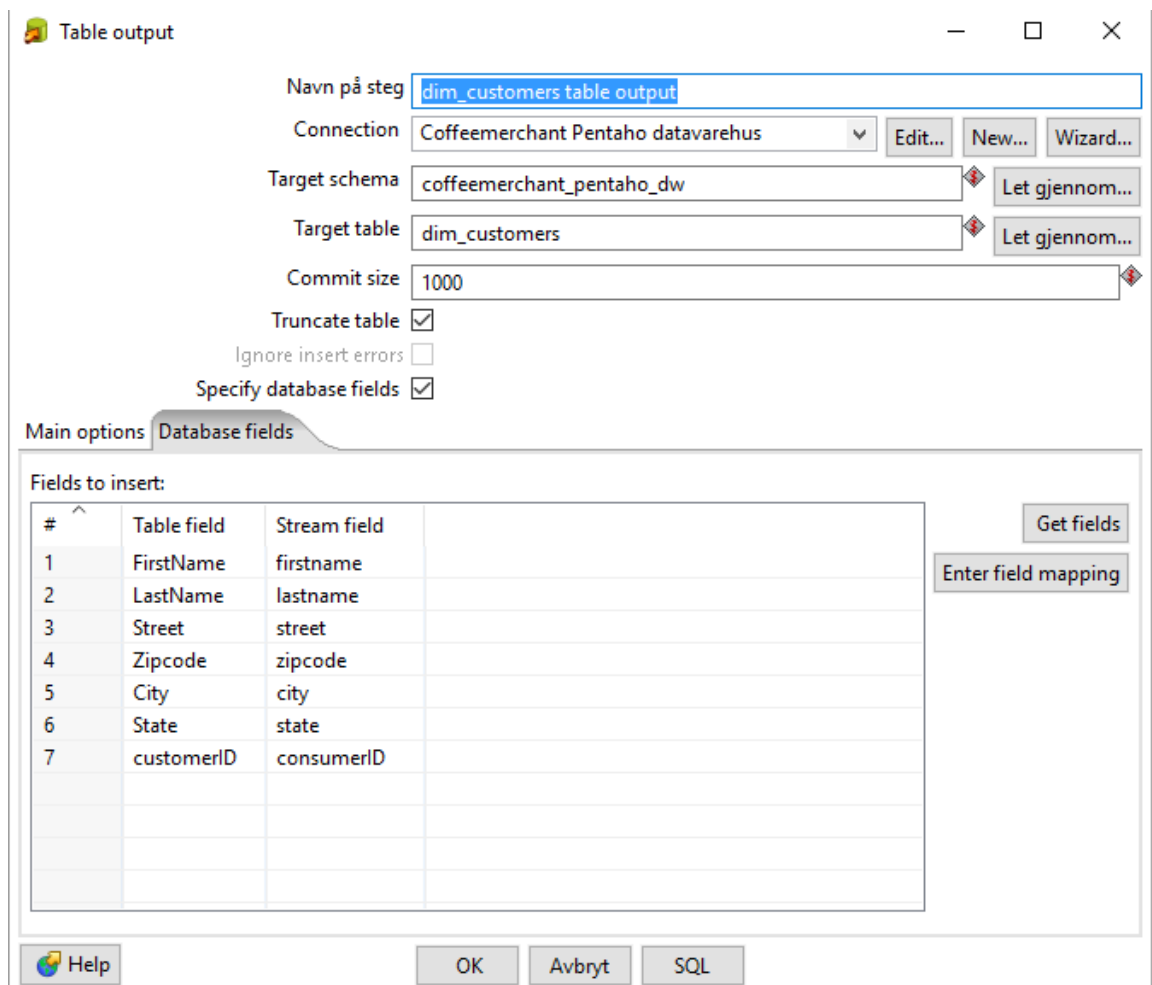 Table output
Navn på steg dim_customers table output
Connection Coffeemerchant Pentaho datavarehus Edit... New... Wizard...
Target schema coffeemerchant_pentaho_dw Let gjennom...
Target table dim_customers Let gjennom...
Commit size 1000
Truncate table
Ignore insert errors
Specify database fields
Main options Database fields
Fields to insert:
# Table field Stream field
1 FirstName firstname
2 LastName lastname
3 Street street
4 Zipcode zipcode
5 City city
6 State state
7 customerID consumerID
Get fields
Enter field mapping
Help OK Avbryt SQL